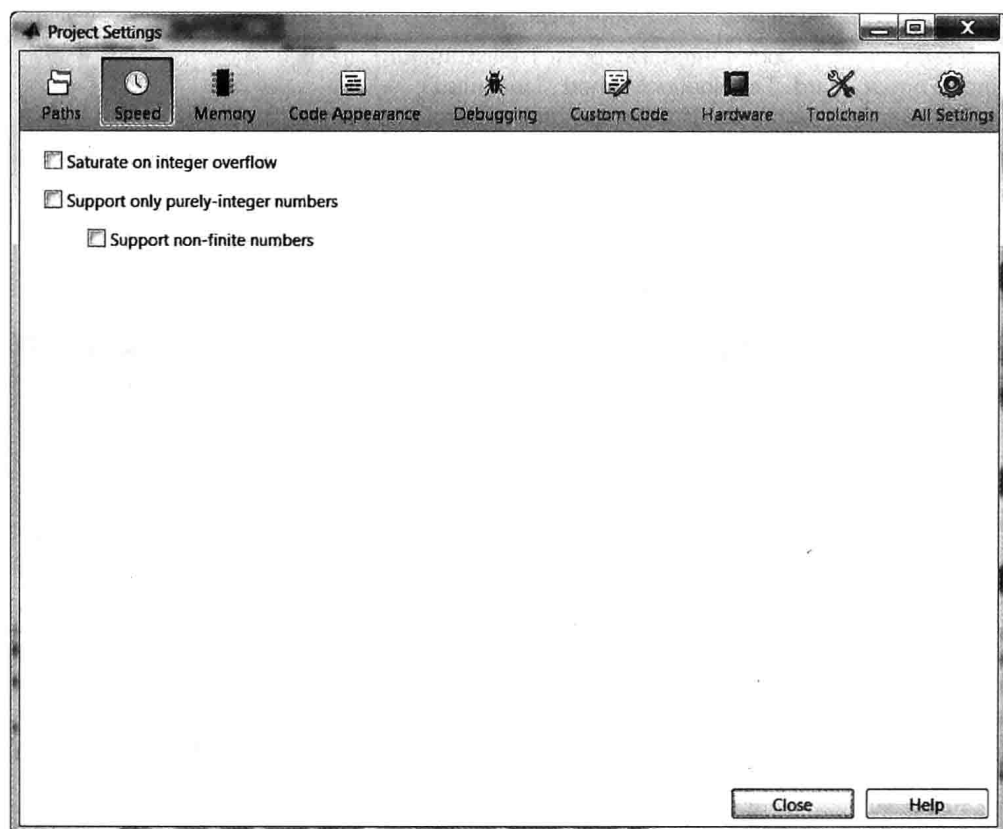 Project Settings
Paths Speed Memory Code Appearance Debugging Custom Code Hardware Toolchain All Settings
Saturate on integer overflow
Support only purely-integer numbers
Support non-finite numbers
Close Help